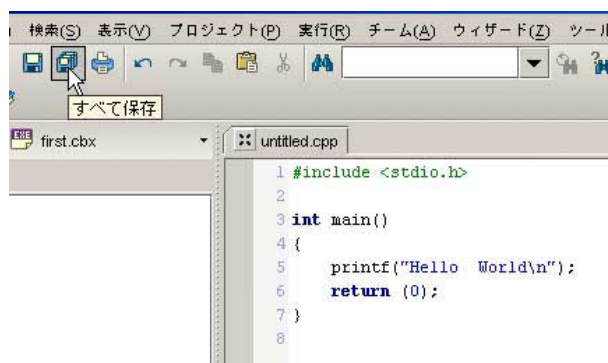 検索(S) 表示(V) プロジェクト(P) 実行(R) チーム(A) ウィザード(Z) ツール
すべて保存
EXE first.cbx
untitled.cpp
1 #include <stdio.h>
2
3 int main()
4 {
5     printf("Hello  World\n");
6     return (0);
7 }
8